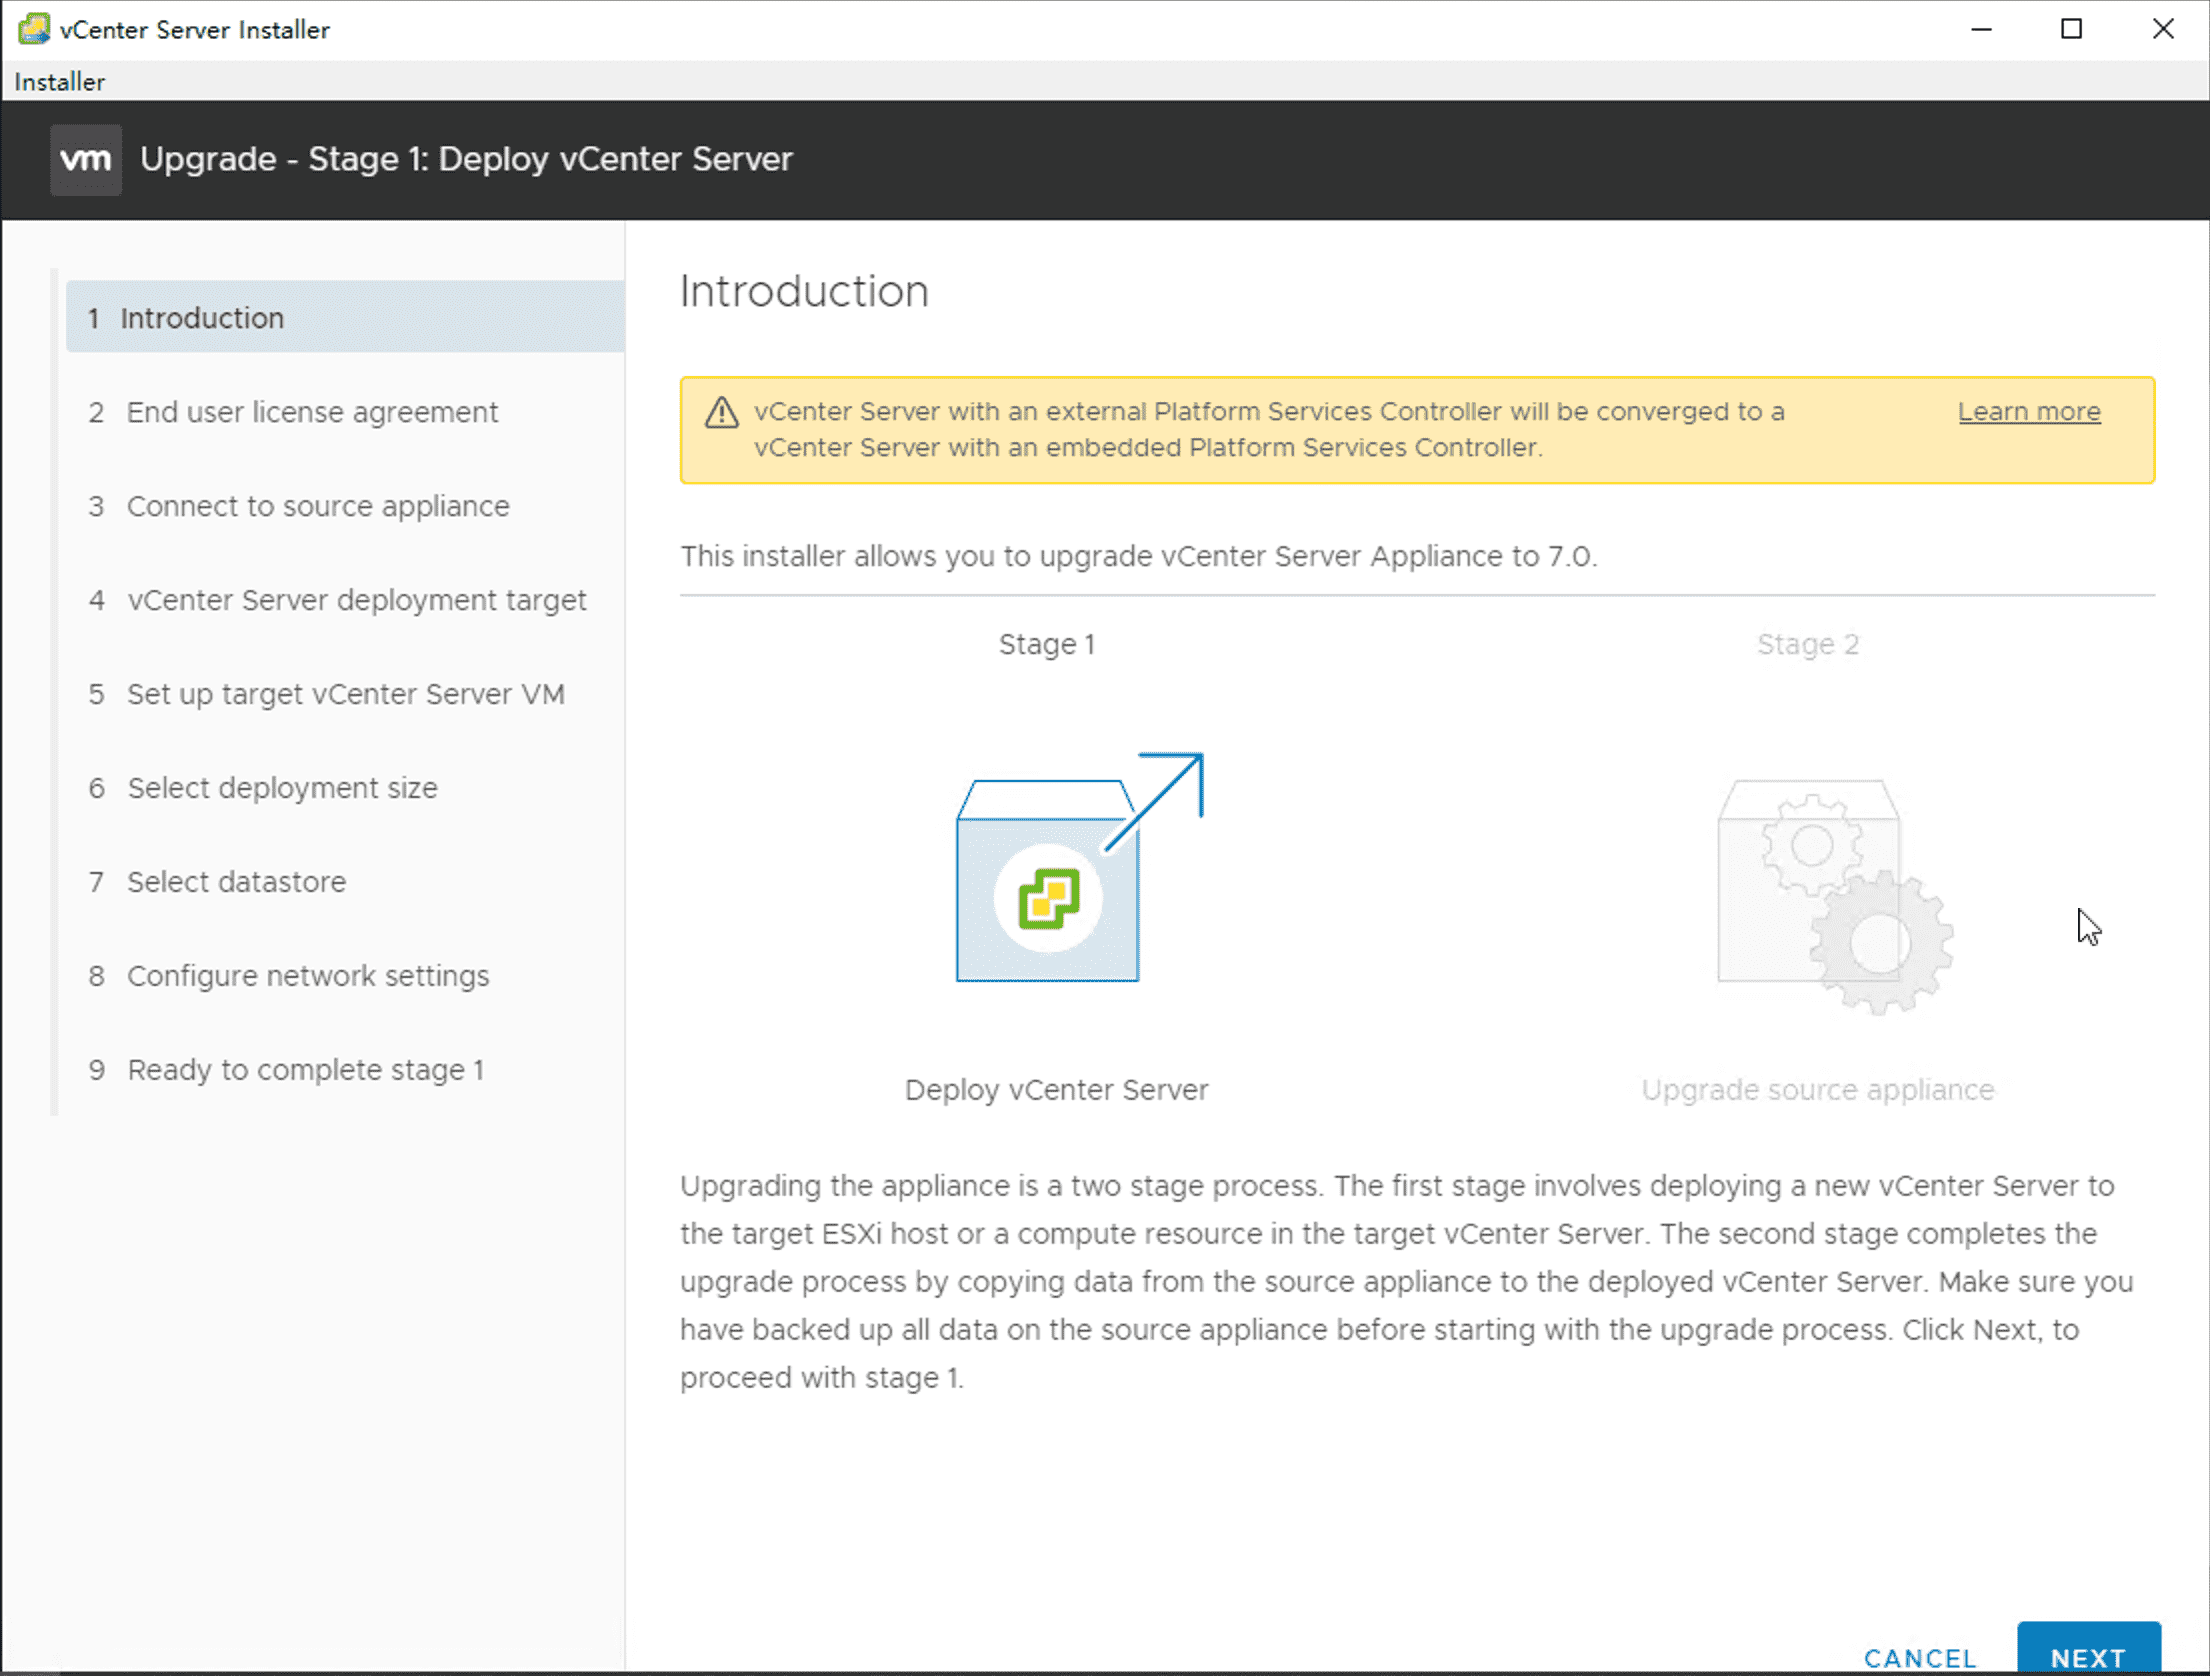 vCenter Server Installer
Installer
vm Upgrade - Stage 1: Deploy vCenter Server
1 Introduction
2 End user license agreement
3 Connect to source appliance
4 vCenter Server deployment target
5 Set up target vCenter Server VM
6 Select deployment size
7 Select datastore
8 Configure network settings
9 Ready to complete stage 1
Introduction
vCenter Server with an external Platform Services Controller will be converged to a
vCenter Server with an embedded Platform Services Controller.
Learn more
This installer allows you to upgrade vCenter Server Appliance to 7.0.
Stage 1
Stage 2
Deploy vCenter Server
Upgrade source appliance
Upgrading the appliance is a two stage process. The first stage involves deploying a new vCenter Server to
the target ESXi host or a compute resource in the target vCenter Server. The second stage completes the
upgrade process by copying data from the source appliance to the deployed vCenter Server. Make sure you
have backed up all data on the source appliance before starting with the upgrade process. Click Next, to
proceed with stage 1.
CANCEL
NEXT